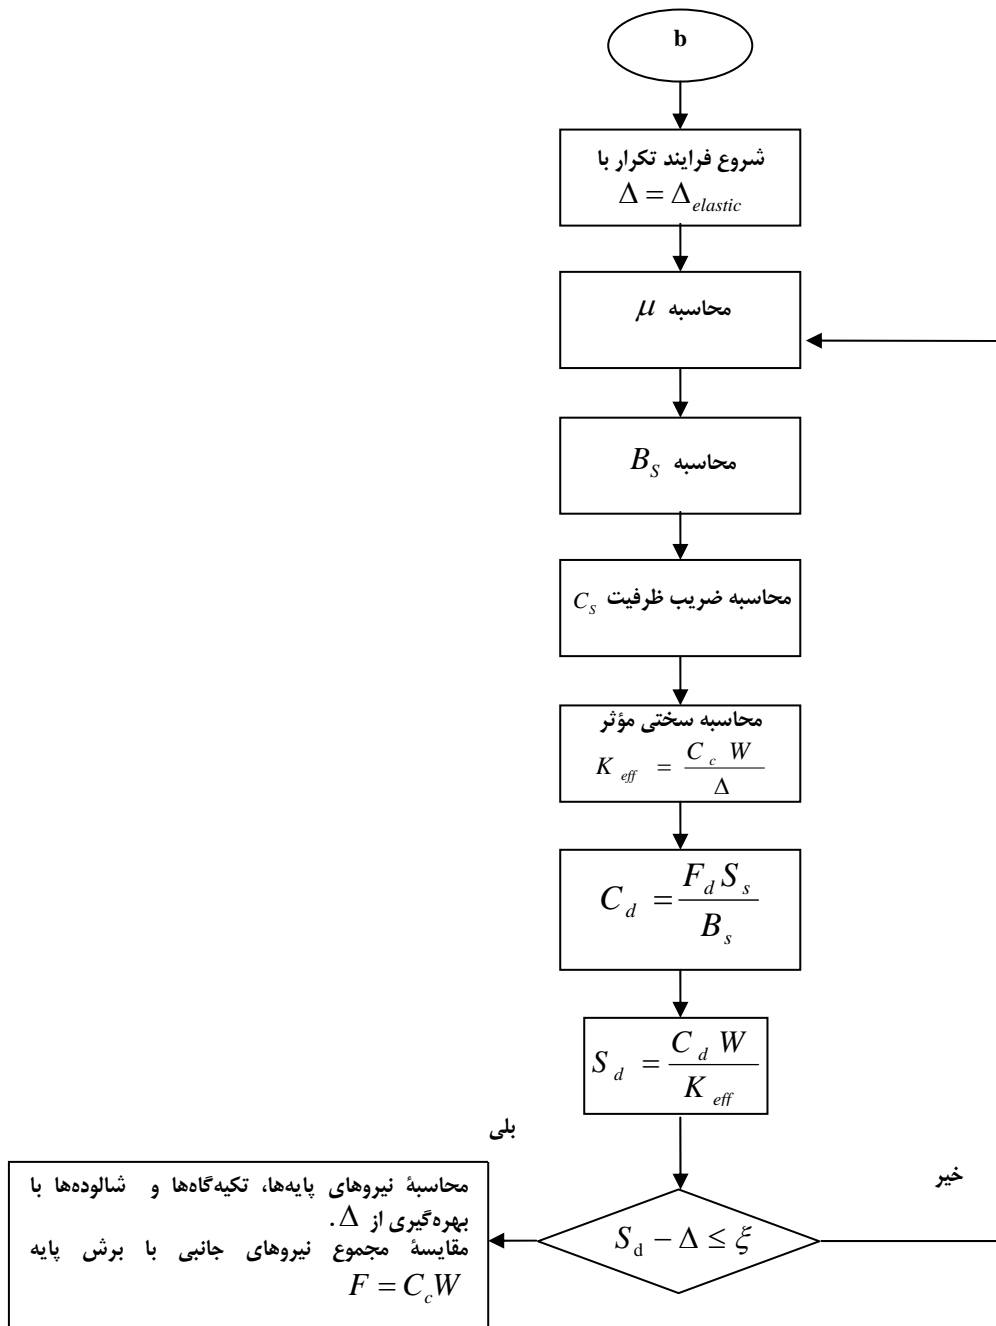 b
شروع فرایند تکرار با
Δ = Δ_elastic
محاسبه μ
محاسبه B_S
محاسبه ضریب ظرفیت C_S
محاسبه سختی مؤثر
K_eff = C_c W / Δ
C_d = F_d S_s / B_s
S_d = C_d W / K_eff
S_d − Δ ≤ ξ
بلی
خیر
محاسبهٔ نیروهای پایه‌ها، تکیه‌گاه‌ها و شالوده‌ها با
بهره‌گیری از Δ.
مقایسهٔ مجموع نیروهای جانبی با برش پایه
F = C_c W